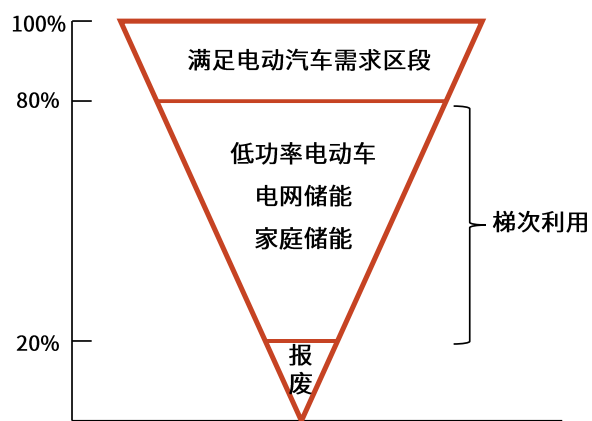 100%
满足电动汽车需求区段
80%
低功率电动车
电网储能
家庭储能
梯次利用
20%
报
废